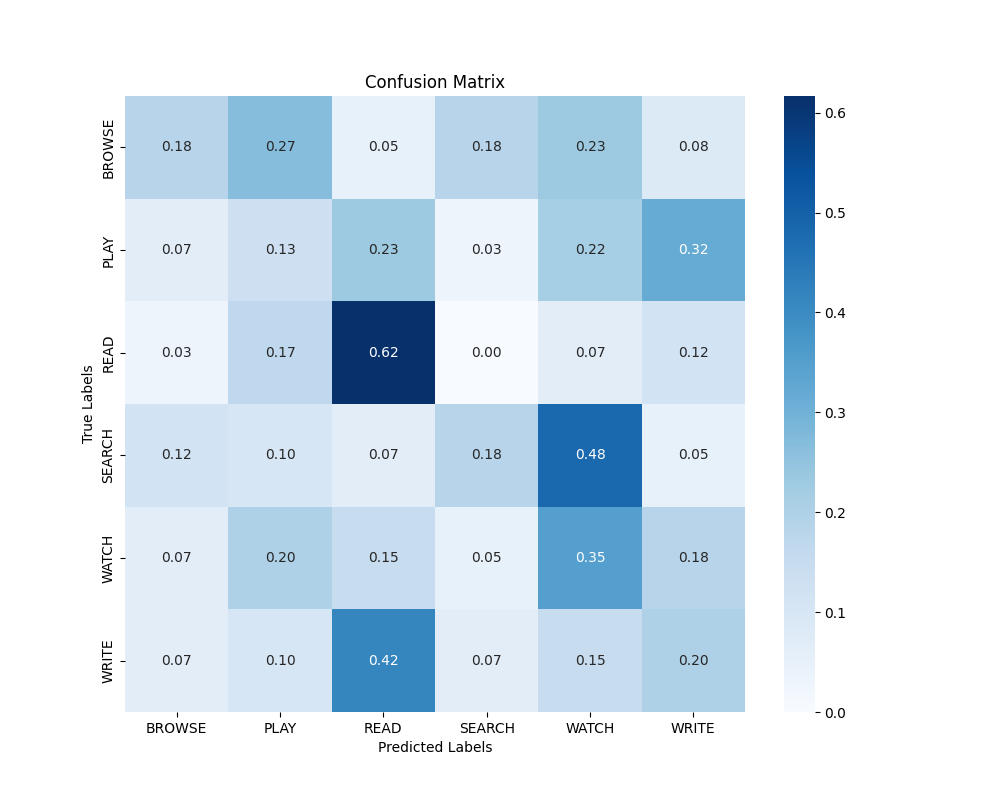 Confusion Matrix
True Labels
BROWSE 0.18 0.27 0.05 0.18 0.23 0.08
PLAY 0.07 0.13 0.23 0.03 0.22 0.32
READ 0.03 0.17 0.62 0.00 0.07 0.12
SEARCH 0.12 0.10 0.07 0.18 0.48 0.05
WATCH 0.07 0.20 0.15 0.05 0.35 0.18
WRITE 0.07 0.10 0.42 0.07 0.15 0.20
BROWSE PLAY READ SEARCH WATCH WRITE
Predicted Labels
0.6
0.5
0.4
0.3
0.2
0.1
0.0